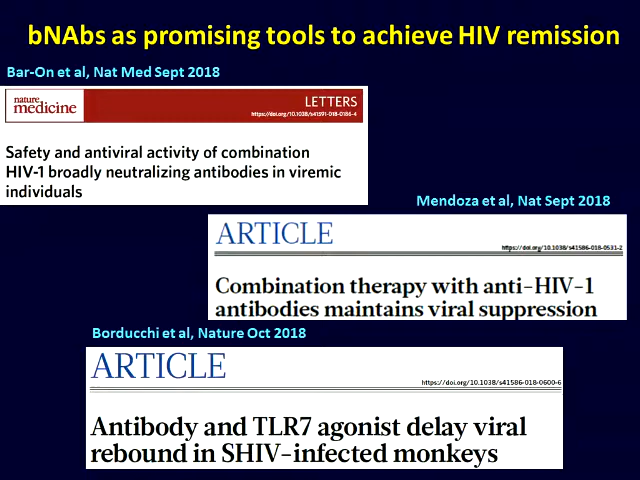 bNAbs as promising tools to achieve HIV remission
Bar-On et al, Nat Med Sept 2018
nature
medicine
LETTERS
https://doi.org/10.1038/s41591-018-0186-4
Safety and antiviral activity of combination
HIV-1 broadly neutralizing antibodies in viremic
individuals
Mendoza et al, Nat Sept 2018
ARTICLE
https://doi.org/10.1038/s41586-018-0531-2
Combination therapy with anti-HIV-1
antibodies maintains viral suppression
Borducchi et al, Nature Oct 2018
ARTICLE
https://doi.org/10.1038/s41586-018-0600-6
Antibody and TLR7 agonist delay viral
rebound in SHIV-infected monkeys